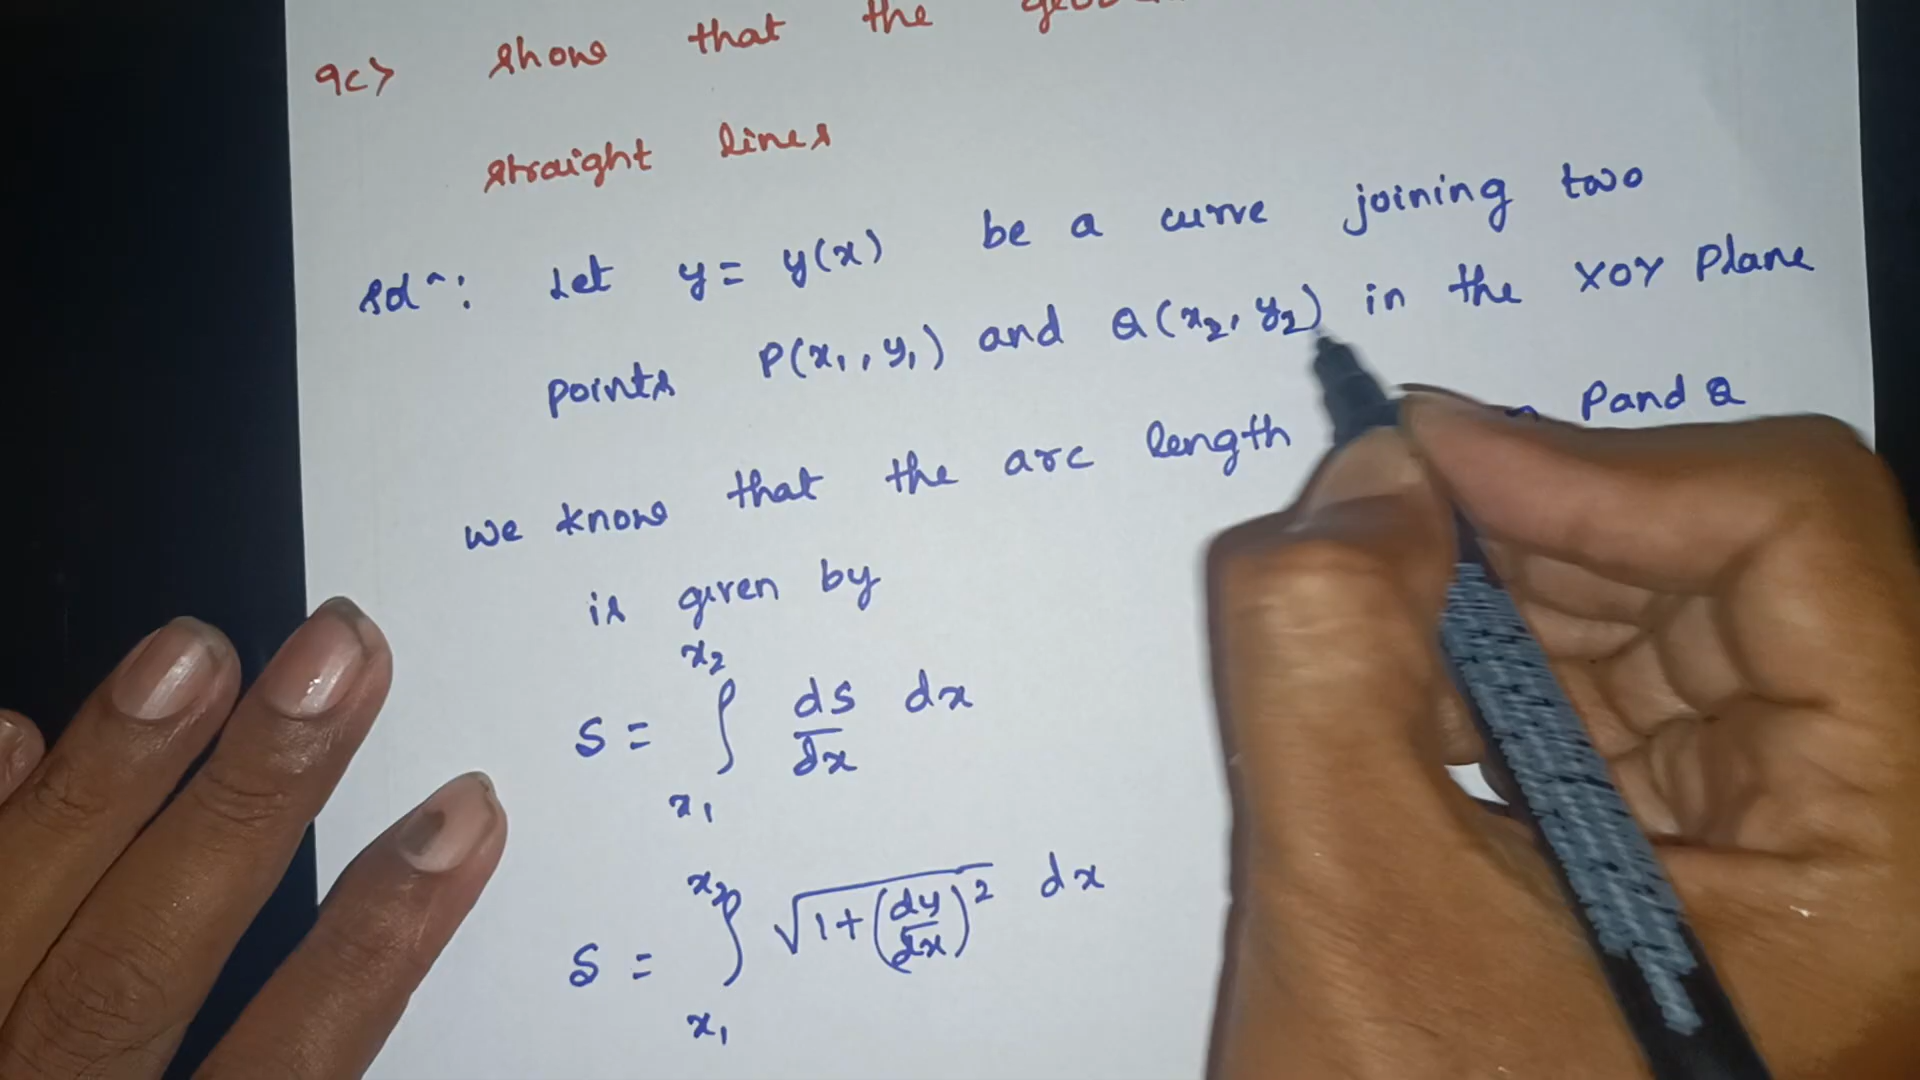 9c> show that the
straight lines
Soln: Let y = y(x) be a curve joining two
points P(x₁, y₁) and Q(x₂, y₂) in the XOY Plane
we know that the arc length P and Q
is given by
S = ∫_{x₁}^{x₂} ds/dx dx
S = ∫_{x₁}^{x₂} √(1+(dy/dx)²) dx